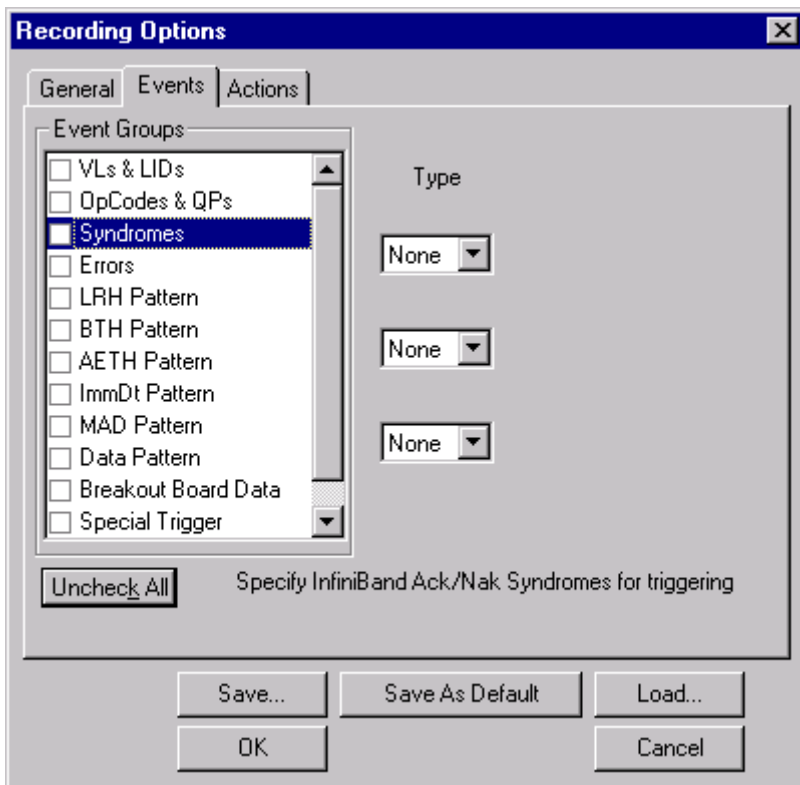 Recording Options
General Events Actions
Event Groups
VLs & LIDs
OpCodes & QPs
Syndromes
Errors
LRH Pattern
BTH Pattern
AETH Pattern
ImmDt Pattern
MAD Pattern
Data Pattern
Breakout Board Data
Special Trigger
Type
None
None
None
Uncheck All
Specify InfiniBand Ack/Nak Syndromes for triggering
Save... Save As Default Load...
OK Cancel